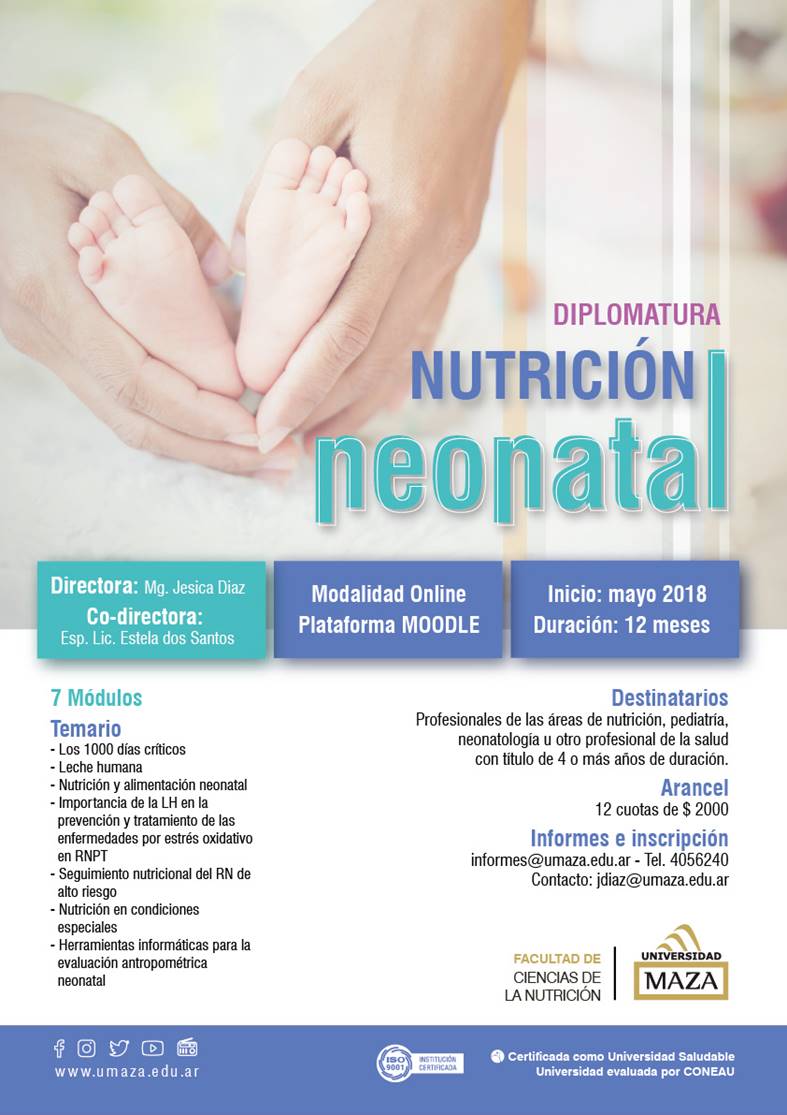 DIPLOMATURA
NUTRICIÓN
neonatal
Directora: Mg. Jesica Diaz
Co-directora:
Esp. Lic. Estela dos Santos
Modalidad Online
Plataforma MOODLE
Inicio: mayo 2018
Duración: 12 meses
7 Módulos
Temario
- Los 1000 días críticos
- Leche humana
- Nutrición y alimentación neonatal
- Importancia de la LH en la
prevención y tratamiento de las
enfermedades por estrés oxidativo
en RNPT
- Seguimiento nutricional del RN de
alto riesgo
- Nutrición en condiciones
especiales
- Herramientas informáticas para la
evaluación antropométrica
neonatal
Destinatarios
Profesionales de las áreas de nutrición, pediatría,
neonatología u otro profesional de la salud
con título de 4 o más años de duración.
Arancel
12 cuotas de $ 2000
Informes e inscripción
informes@umaza.edu.ar - Tel. 4056240
Contacto: jdiaz@umaza.edu.ar
FACULTAD DE
CIENCIAS DE
LA NUTRICIÓN
UNIVERSIDAD
MAZA
www.umaza.edu.ar
ISO
9001
INSTITUCIÓN
CERTIFICADA
Certificada como Universidad Saludable
Universidad evaluada por CONEAU